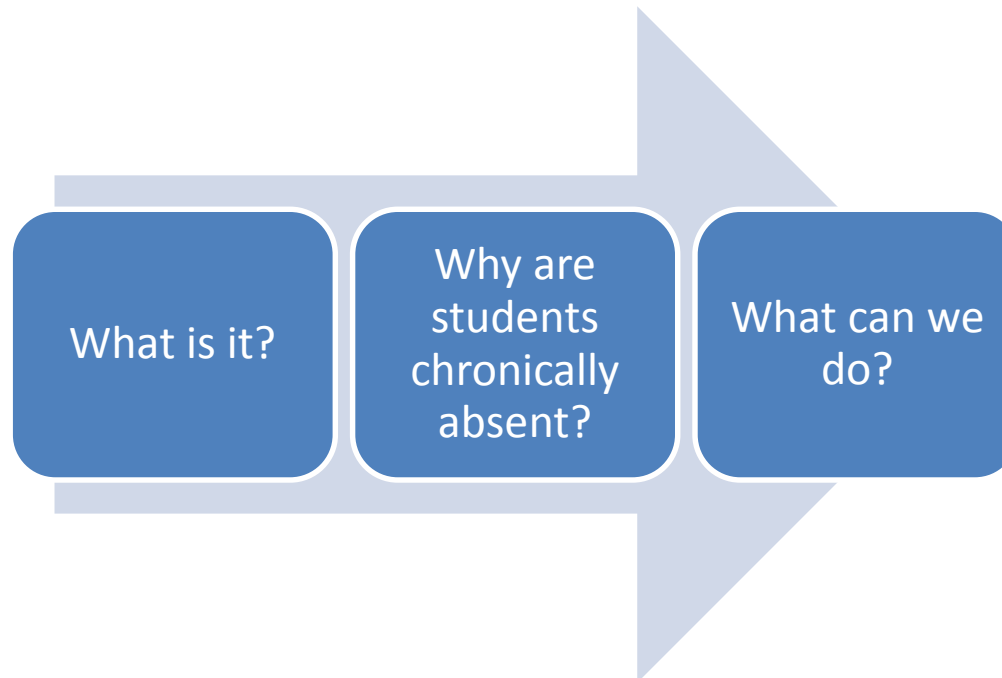 What is it?
Why are
students
chronically
absent?
What can we
do?